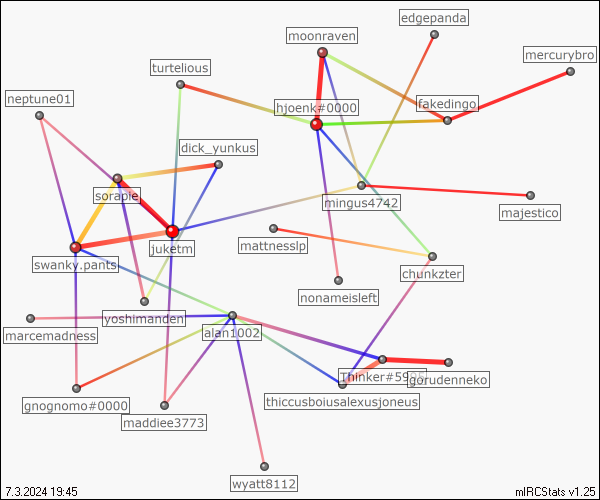 edgepanda
moonraven
mercurybro
turtelious
neptune01
hjoenk#0000
fakedingo
dick_yunkus
sorapie
mingus4742
majestico
juketm
mattnesslp
swanky.pants
chunkzter
nonameisleft
yoshimanden
marcemadness
alan1002
Thinker#59
gorudenneko
gnognomo#0000
thiccusboiusalexusjoneus
maddiee3773
wyatt8112
7.3.2024 19:45
mIRCStats v1.25